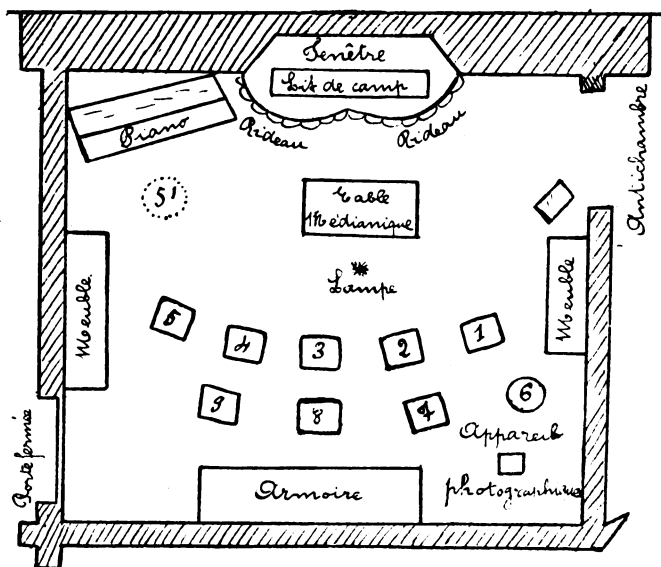 Fenêtre
Lit de camp
Piano
Rideau
Rideau
Antichambre
5'
Table
Médianique
Lampe
Meuble
Meuble
5
4
3
2
1
9
8
7
6
Porte fermée
Appareil
photographique
Armoire